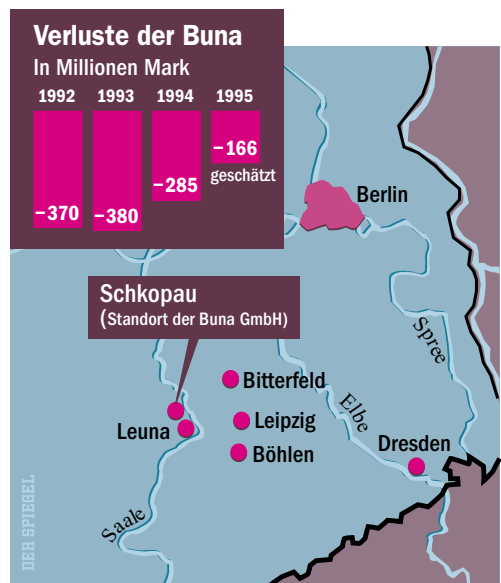 Verluste der Buna
In Millionen Mark
1992 1993 1994 1995
–370 –380 –285 –166
geschätzt
Berlin
Schkopau
(Standort der Buna GmbH)
Spree
Bitterfeld
Elbe
Leipzig
Leuna
Böhlen
Dresden
Saale
DER SPIEGEL